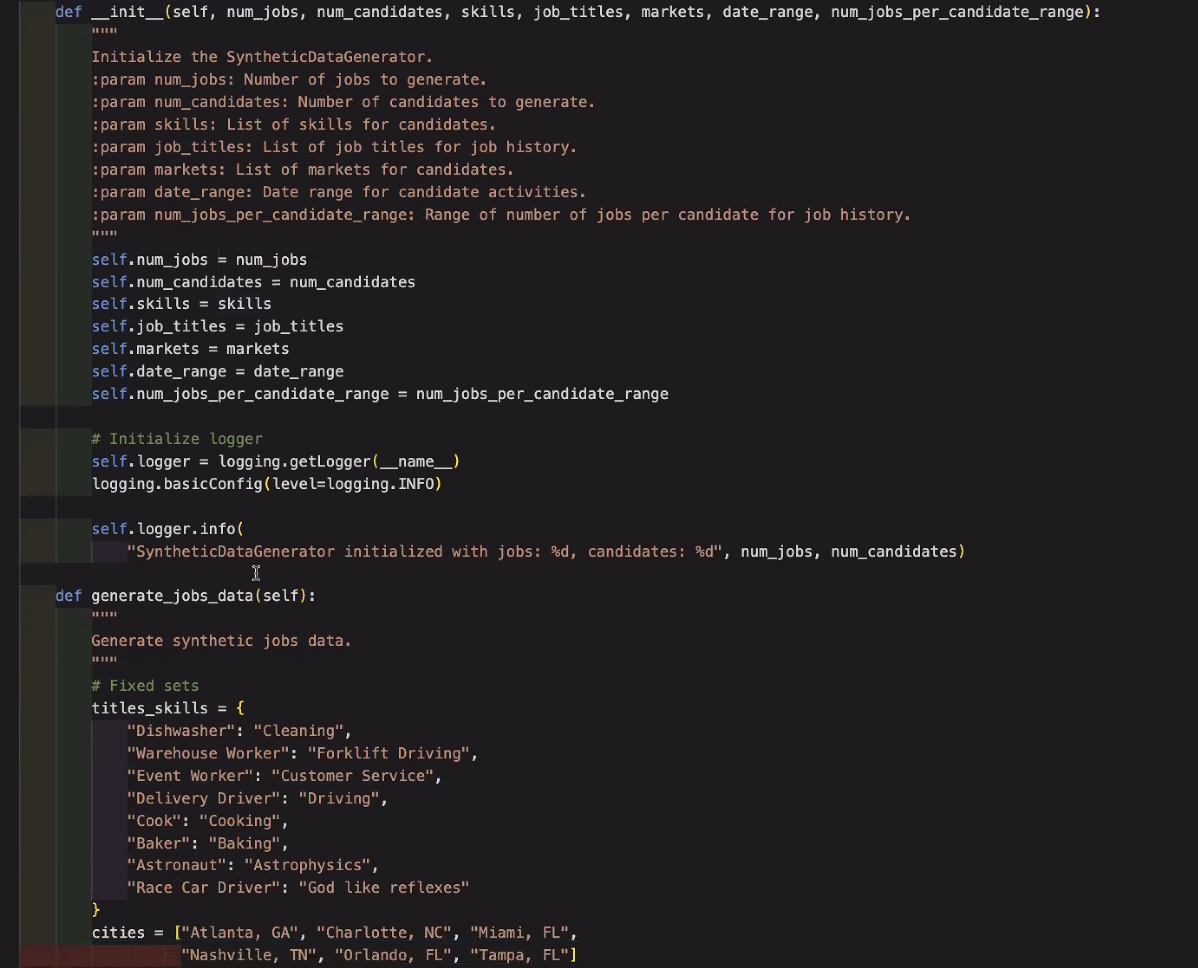 def __init__(self, num_jobs, num_candidates, skills, job_titles, markets, date_range, num_jobs_per_candidate_range):
"""
Initialize the SyntheticDataGenerator.
:param num_jobs: Number of jobs to generate.
:param num_candidates: Number of candidates to generate.
:param skills: List of skills for candidates.
:param job_titles: List of job titles for job history.
:param markets: List of markets for candidates.
:param date_range: Date range for candidate activities.
:param num_jobs_per_candidate_range: Range of number of jobs per candidate for job history.
"""
self.num_jobs = num_jobs
self.num_candidates = num_candidates
self.skills = skills
self.job_titles = job_titles
self.markets = markets
self.date_range = date_range
self.num_jobs_per_candidate_range = num_jobs_per_candidate_range
# Initialize logger
self.logger = logging.getLogger(__name__)
logging.basicConfig(level=logging.INFO)
self.logger.info(
"SyntheticDataGenerator initialized with jobs: %d, candidates: %d", num_jobs, num_candidates)
def generate_jobs_data(self):
"""
Generate synthetic jobs data.
"""
# Fixed sets
titles_skills = {
"Dishwasher": "Cleaning",
"Warehouse Worker": "Forklift Driving",
"Event Worker": "Customer Service",
"Delivery Driver": "Driving",
"Cook": "Cooking",
"Baker": "Baking",
"Astronaut": "Astrophysics",
"Race Car Driver": "God like reflexes"
}
cities = ["Atlanta, GA", "Charlotte, NC", "Miami, FL",
"Nashville, TN", "Orlando, FL", "Tampa, FL"]